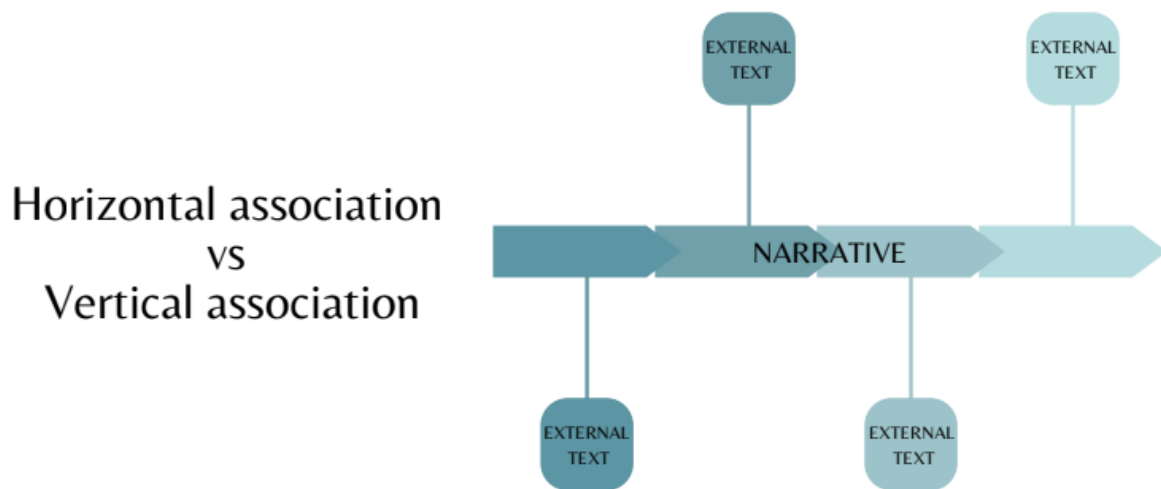 Horizontal association
vs
Vertical association
EXTERNAL
TEXT
EXTERNAL
TEXT
NARRATIVE
EXTERNAL
TEXT
EXTERNAL
TEXT